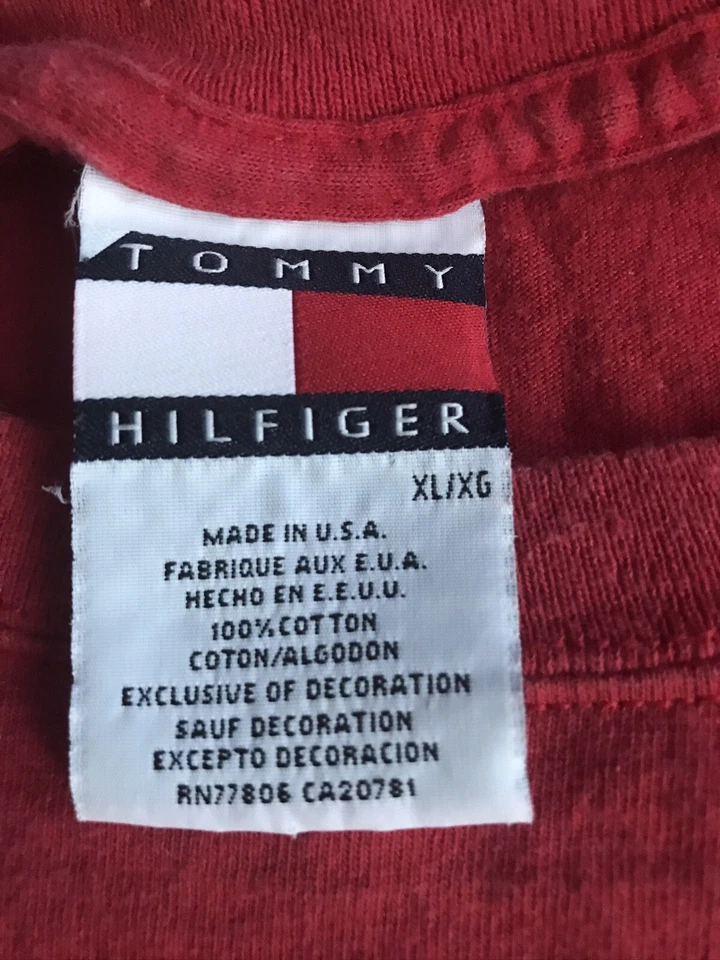 TOMMY
HILFIGER
XL/XG
MADE IN U.S.A.
FABRIQUE AUX E.U.A.
HECHO EN E.E.U.U.
100% COTTON
COTON/ALGODON
EXCLUSIVE OF DECORATION
SAUF DECORATION
EXCEPTO DECORACION
RN77806 CA20781